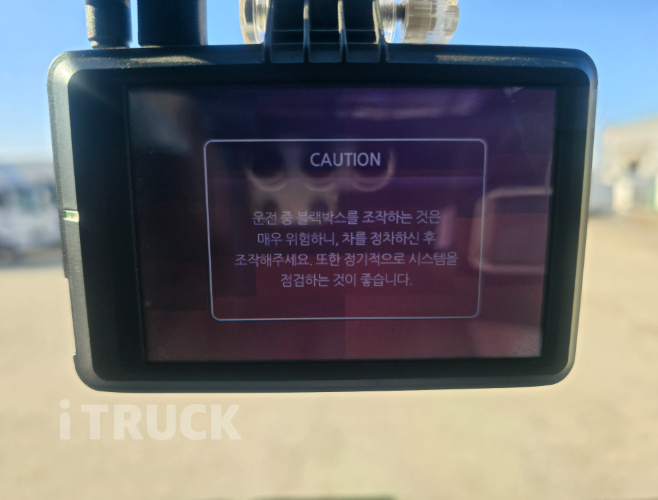 CAUTION
운전 중 블랙박스를 조작하는 것은
매우 위험하니, 차를 정차하신 후
조작해주세요. 또한 정기적으로 시스템을
점검하는 것이 좋습니다.
iTRUCK